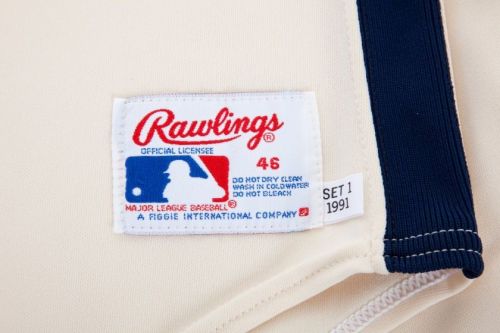 Rawlings®
OFFICIAL LICENSEE
46
DO NOT DRY CLEAN
WASH IN COLD WATER
DO NOT BLEACH
MAJOR LEAGUE BASEBALL®
A FIGGIE INTERNATIONAL COMPANY
SET 1
1991